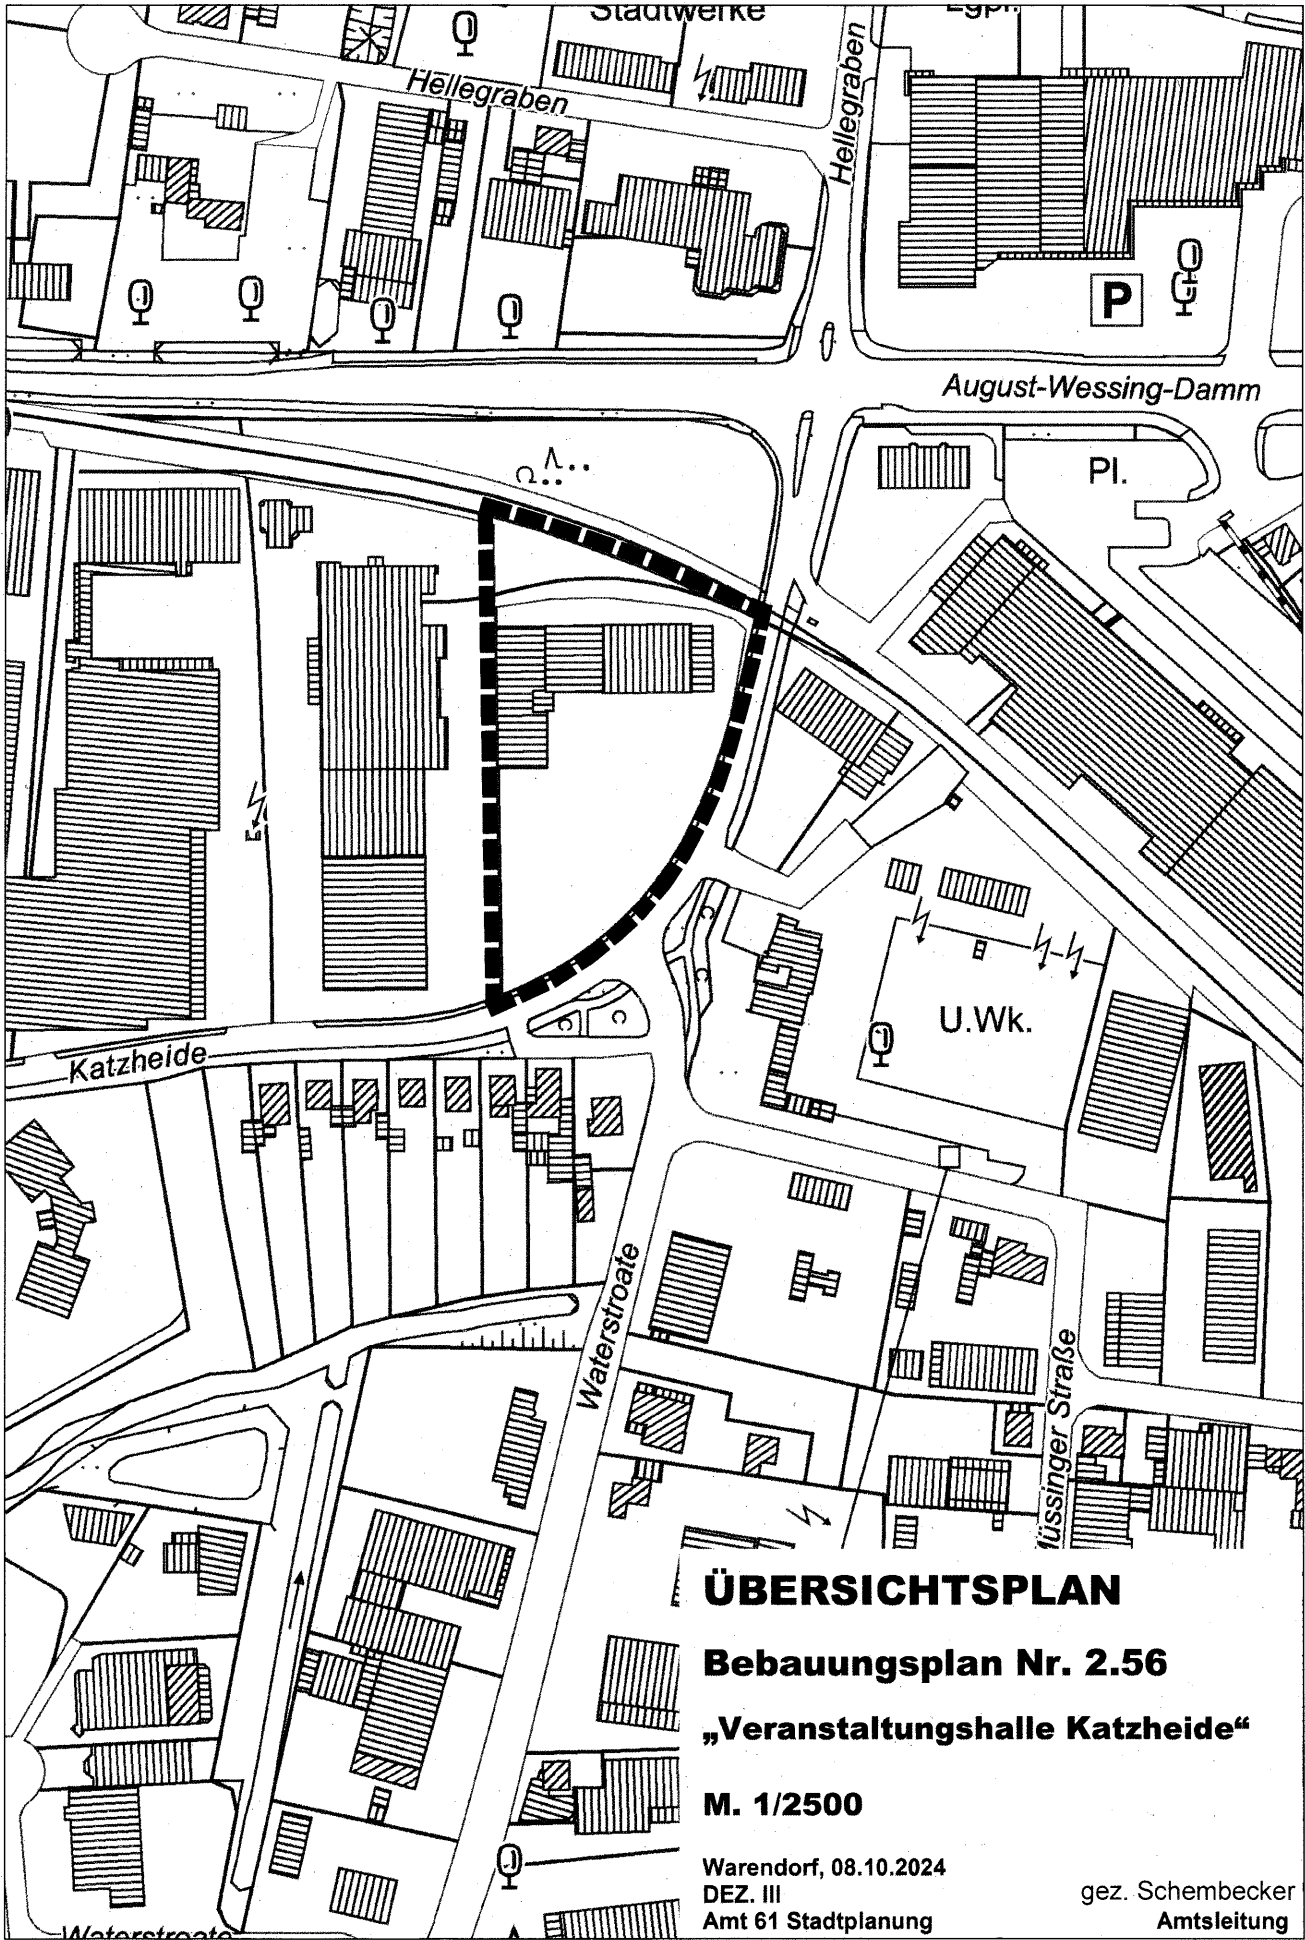 Stadtwerke
Hellegraben
Hellegraben
P
August-Wessing-Damm
Pl.
C
C
C
C
U.Wk.
Katzheide
Waterstroate
Müssinger Straße
ÜBERSICHTSPLAN
Bebauungsplan Nr. 2.56
„Veranstaltungshalle Katzheide“
M. 1/2500
Warendorf, 08.10.2024
DEZ. III
gez. Schembecker
Amt 61 Stadtplanung
Amtsleitung
Waterstroate